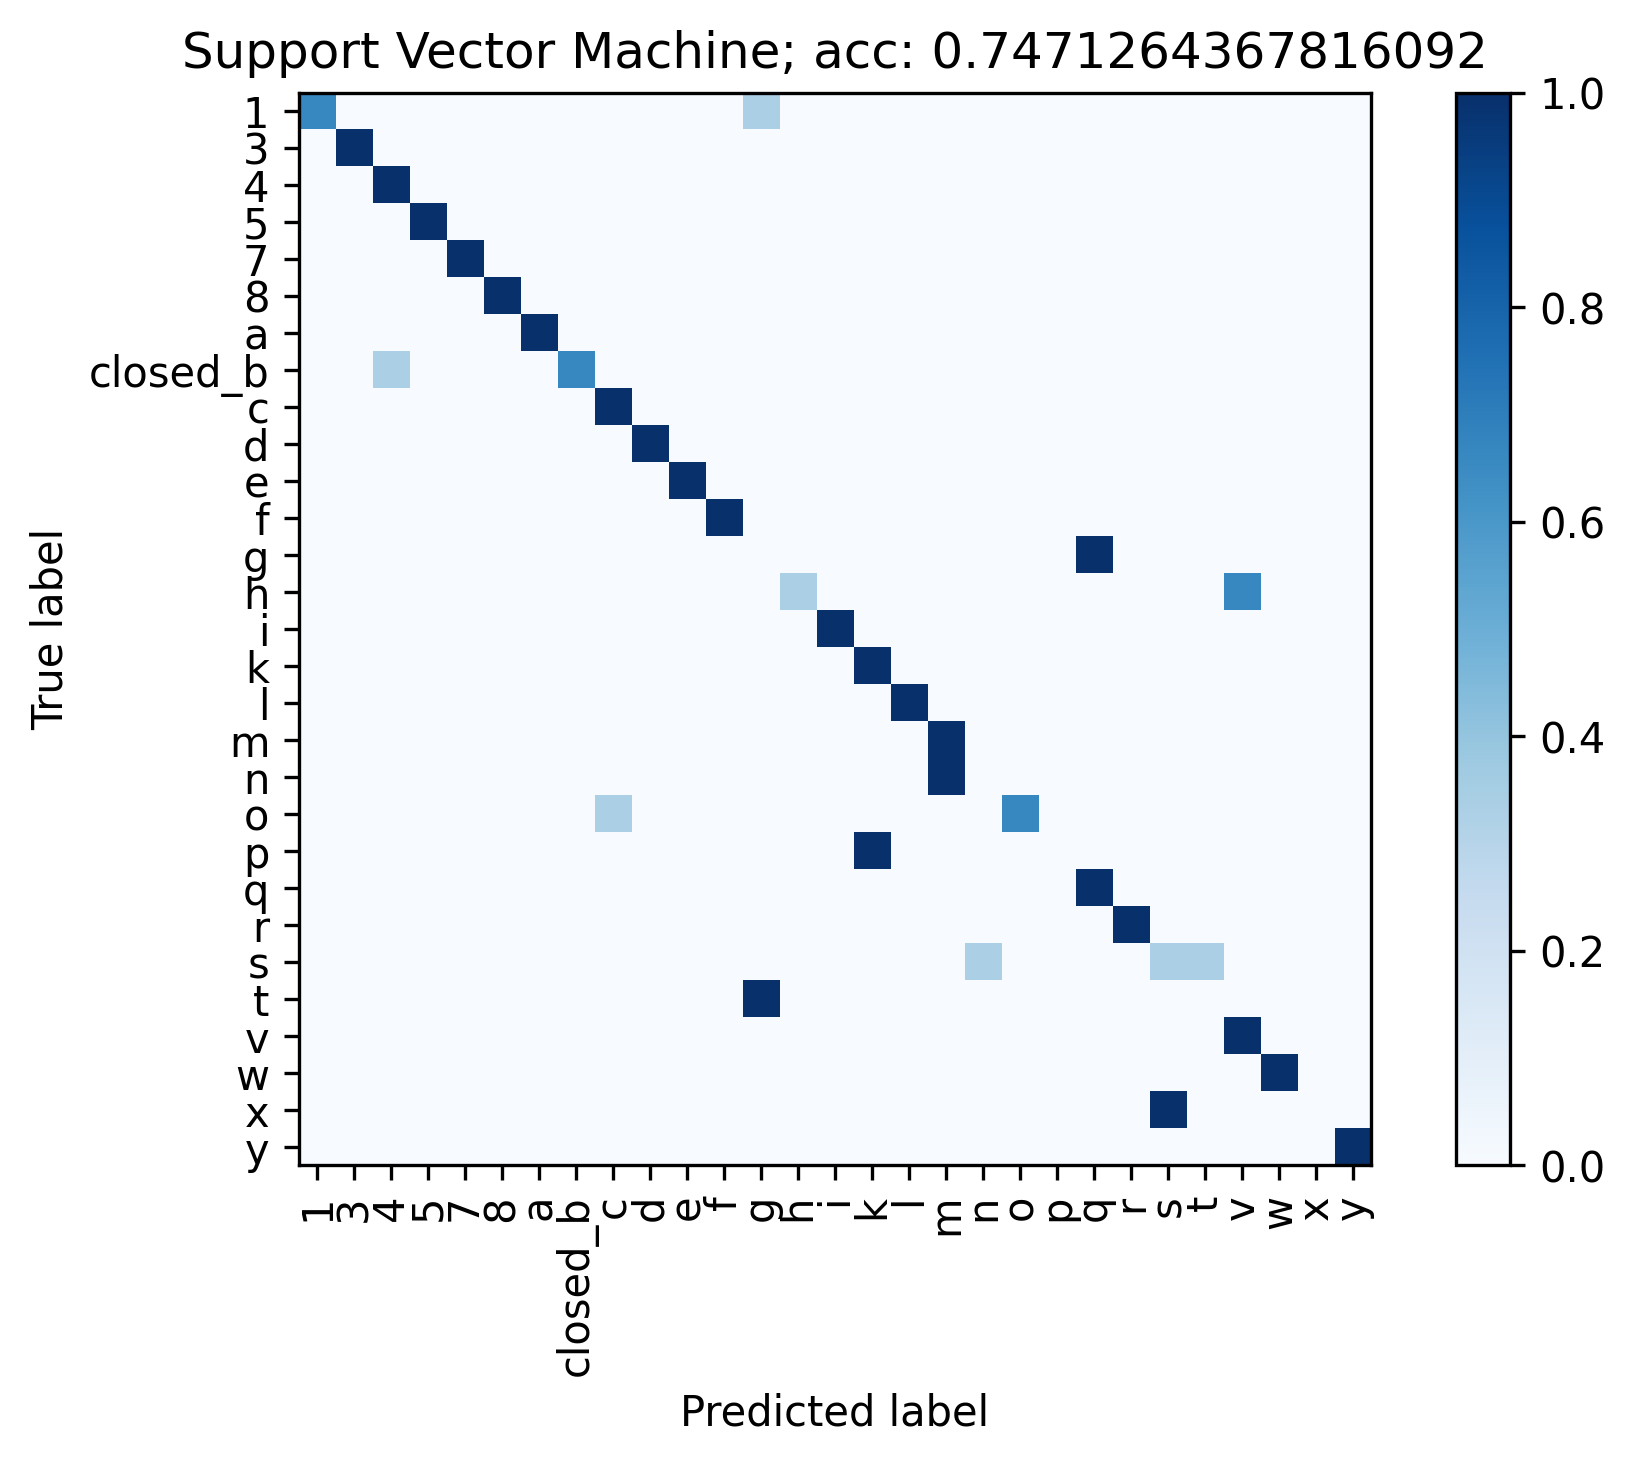 Support Vector Machine; acc: 0.7471264367816092
1
3
4
5
7
8
a
closed_b
c
d
e
f
g
h
i
k
l
m
n
o
p
q
r
s
t
v
w
x
y
True label
1
3
4
5
7
8
a
closed_b
c
d
e
f
g
h
i
k
l
m
n
o
p
q
r
s
t
v
w
x
y
Predicted label
1.0
0.8
0.6
0.4
0.2
0.0